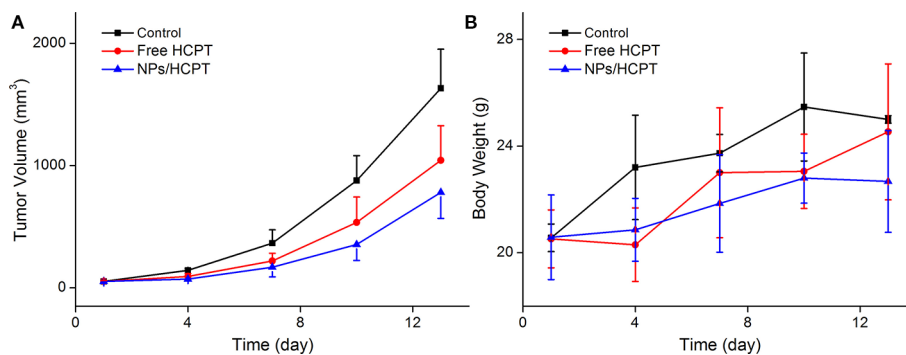 A
Control
Free HCPT
NPs/HCPT
2000
1000
0
Tumor Volume (mm³)
0
4
8
12
Time (day)
B
Control
Free HCPT
NPs/HCPT
28
24
20
Body Weight (g)
0
4
8
12
Time (day)